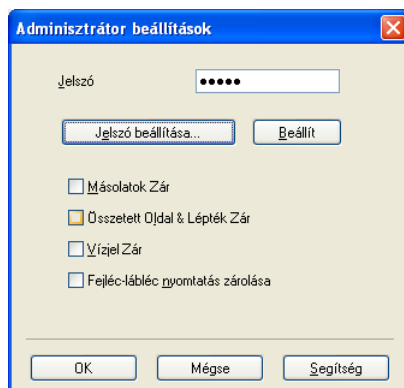 Adminisztrátor beállítások
Jelszó •••••
Jelszó beállítása... Beállít
Másolatok Zár
Összetett Oldal & Lépték Zár
Vízjel Zár
Fejléc-lábléc nyomtatás zárolása
OK Mégse Segítség